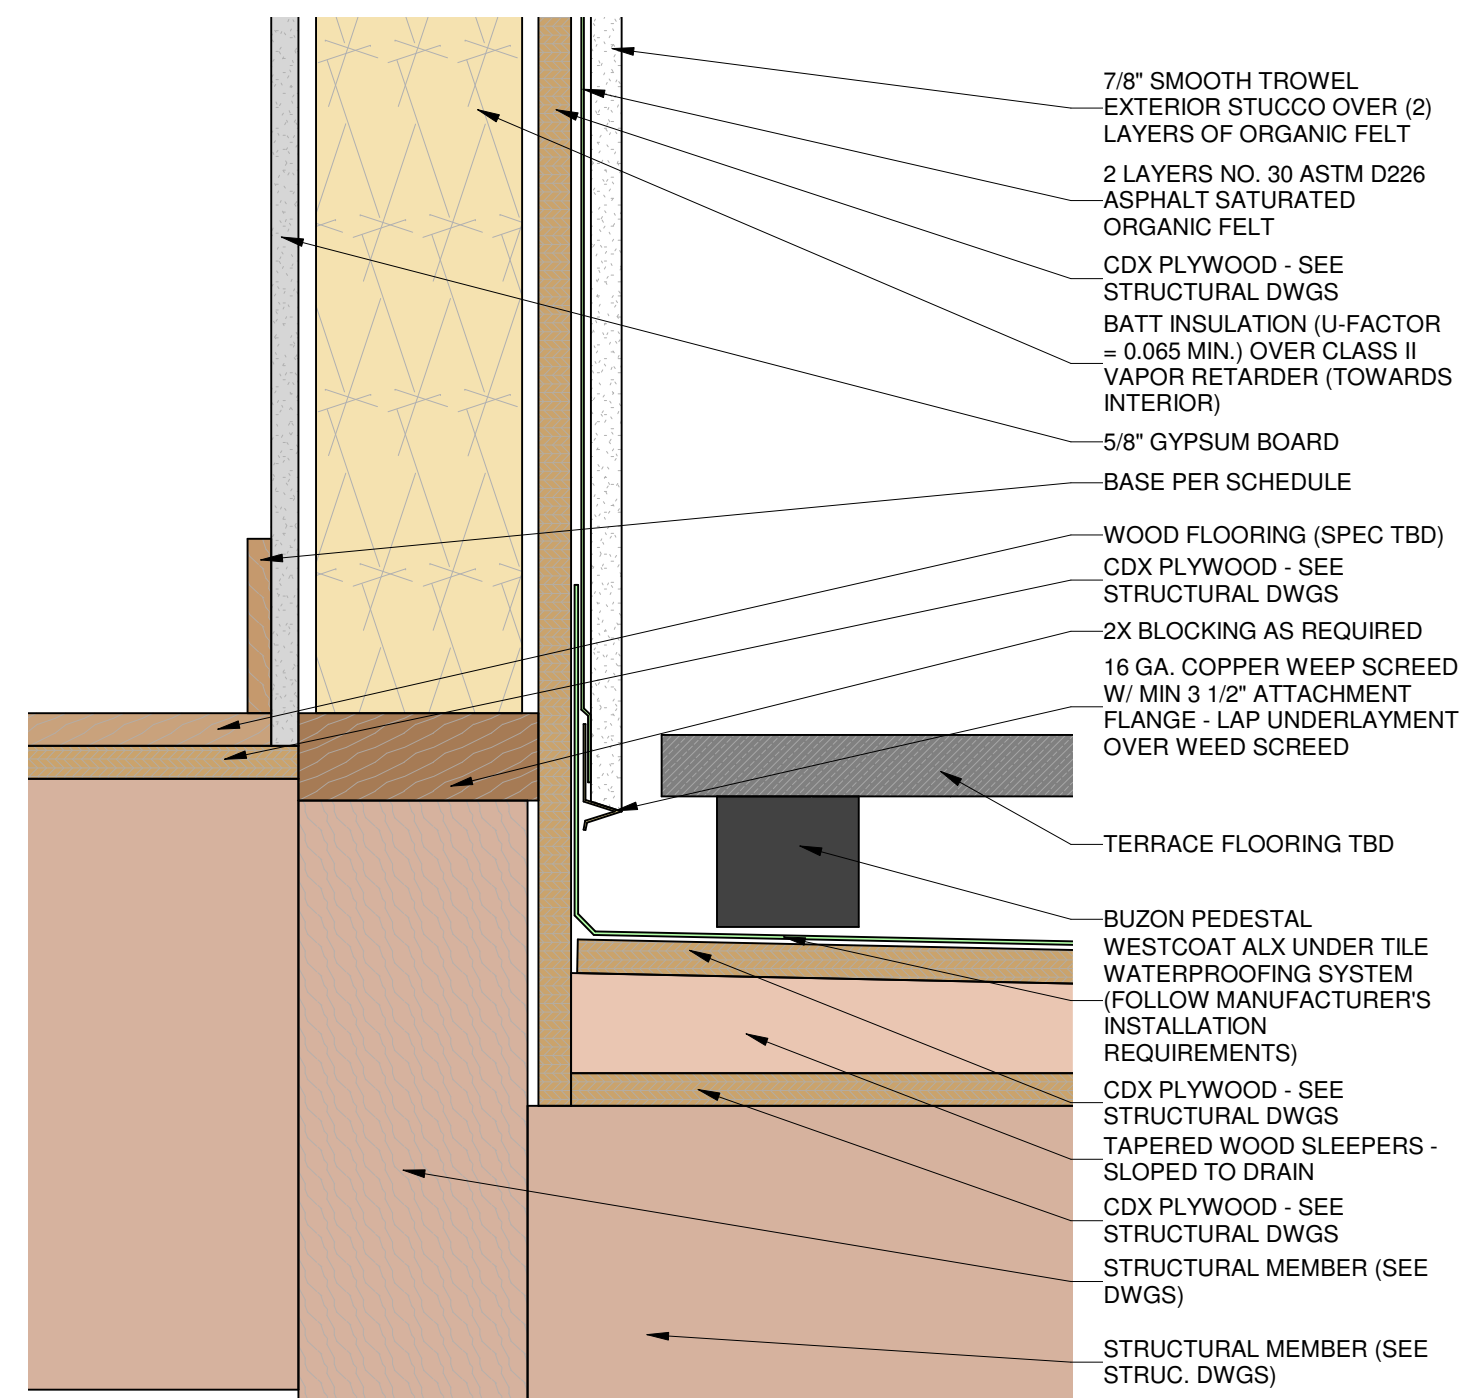 7/8" SMOOTH TROWEL
EXTERIOR STUCCO OVER (2)
LAYERS OF ORGANIC FELT
2 LAYERS NO. 30 ASTM D226
ASPHALT SATURATED
ORGANIC FELT
CDX PLYWOOD - SEE
STRUCTURAL DWGS
BATT INSULATION (U-FACTOR
= 0.065 MIN.) OVER CLASS II
VAPOR RETARDER (TOWARDS
INTERIOR)
5/8" GYPSUM BOARD
BASE PER SCHEDULE
WOOD FLOORING (SPEC TBD)
CDX PLYWOOD - SEE
STRUCTURAL DWGS
2X BLOCKING AS REQUIRED
16 GA. COPPER WEEP SCREED
W/ MIN 3 1/2" ATTACHMENT
FLANGE - LAP UNDERLAYMENT
OVER WEED SCREED
TERRACE FLOORING TBD
BUZON PEDESTAL
WESTCOAT ALX UNDER TILE
WATERPROOFING SYSTEM
(FOLLOW MANUFACTURER'S
INSTALLATION
REQUIREMENTS)
CDX PLYWOOD - SEE
STRUCTURAL DWGS
TAPERED WOOD SLEEPERS -
SLOPED TO DRAIN
CDX PLYWOOD - SEE
STRUCTURAL DWGS
STRUCTURAL MEMBER (SEE
DWGS)
STRUCTURAL MEMBER (SEE
STRUC. DWGS)